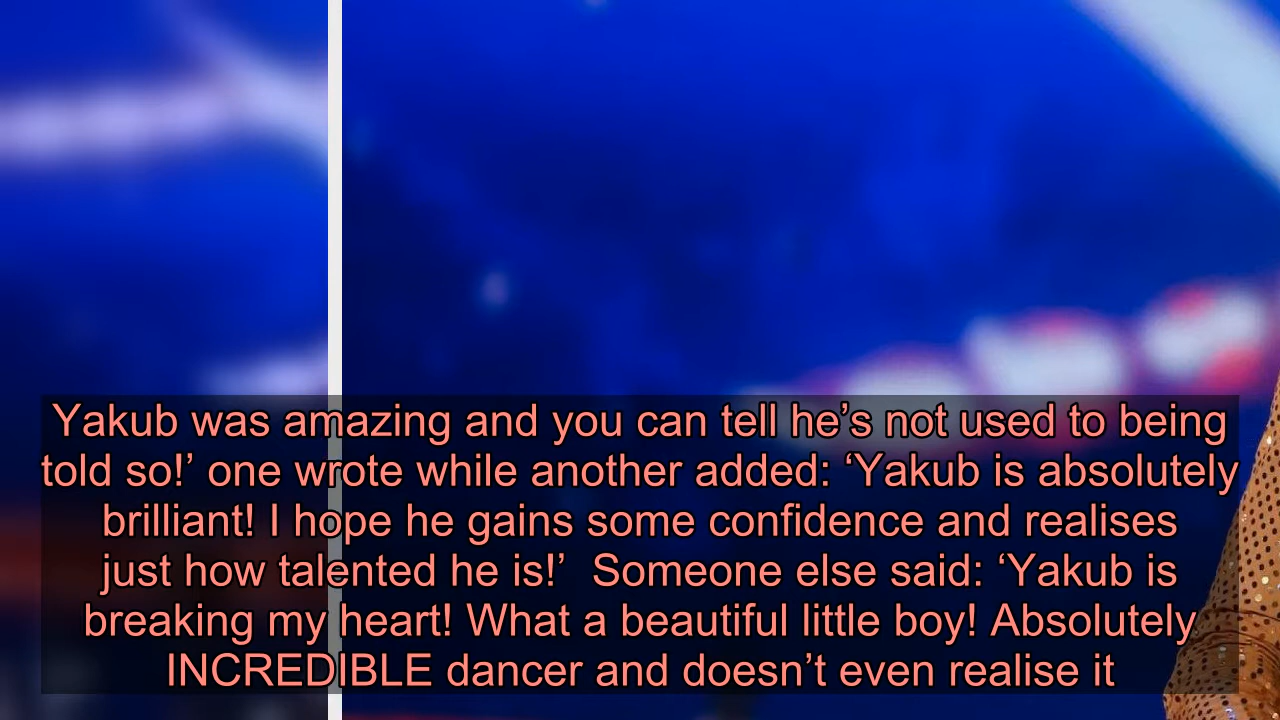 Yakub was amazing and you can tell he’s not used to being
told so!’ one wrote while another added: ‘Yakub is absolutely
brilliant! I hope he gains some confidence and realises
just how talented he is!’  Someone else said: ‘Yakub is
breaking my heart! What a beautiful little boy! Absolutely
INCREDIBLE dancer and doesn’t even realise it